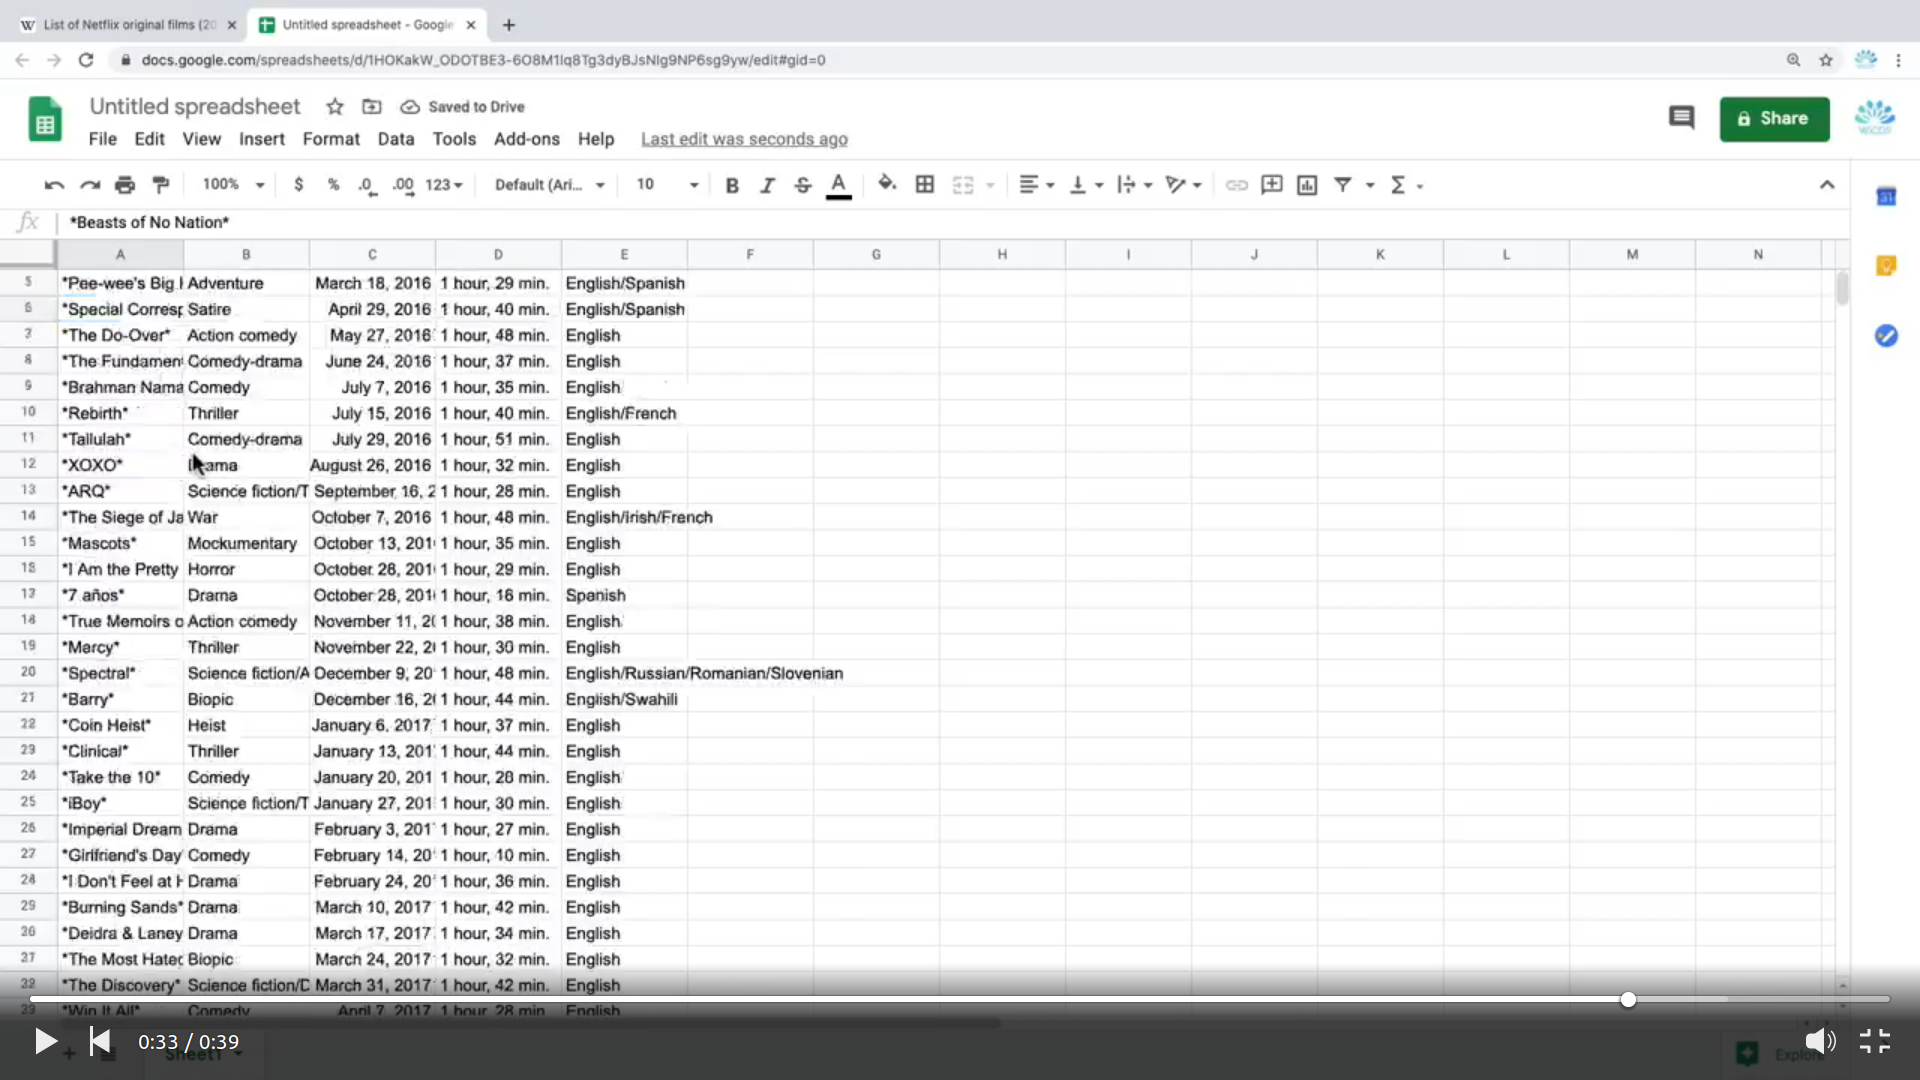 List of Netflix original films (20
Untitled spreadsheet - Google
docs.google.com/spreadsheets/d/1HOKakW_ODOTBE3-6O8M1lq8Tg3dyBJsNlg9NP6sg9yw/edit#gid=0
Untitled spreadsheet Saved to Drive
File Edit View Insert Format Data Tools Add-ons Help Last edit was seconds ago
Share
100% $ % .0 .00 123 Default (Ari... 10 B I S A Σ
fx *Beasts of No Nation*
A B C D E F G H I J K L M N
5 *Pee-wee's Big Adventure March 18, 2016 1 hour, 29 min. English/Spanish
6 *Special Corresp Satire April 29, 2016 1 hour, 40 min. English/Spanish
7 *The Do-Over* Action comedy May 27, 2016 1 hour, 48 min. English
8 *The Fundament Comedy-drama June 24, 2016 1 hour, 37 min. English
9 *Brahman Nama Comedy July 7, 2016 1 hour, 35 min. English
10 *Rebirth* Thriller July 15, 2016 1 hour, 40 min. English/French
11 *Tallulah* Comedy-drama July 29, 2016 1 hour, 51 min. English
12 *XOXO* Drama August 26, 2016 1 hour, 32 min. English
13 *ARQ* Science fiction/T September 16, 2 1 hour, 28 min. English
14 *The Siege of Ja War October 7, 2016 1 hour, 48 min. English/Irish/French
15 *Mascots* Mockumentary October 13, 201 1 hour, 35 min. English
*I Am the Pretty Horror October 28, 201 1 hour, 29 min. English
*7 años* Drama October 28, 201 1 hour, 16 min. Spanish
*True Memoirs o Action comedy November 11, 20 1 hour, 38 min. English
19 *Mercy* Thriller November 22, 2 1 hour, 30 min. English
20 *Spectral* Science fiction/A December 9, 20 1 hour, 48 min. English/Russian/Romanian/Slovenian
21 *Barry* Biopic December 16, 20 1 hour, 44 min. English/Swahili
22 *Coin Heist* Heist January 6, 2017 1 hour, 37 min. English
23 *Clinical* Thriller January 13, 201 1 hour, 44 min. English
24 *Take the 10* Comedy January 20, 201 1 hour, 28 min. English
25 *iBoy* Science fiction/T January 27, 201 1 hour, 30 min. English
26 *Imperial Dream Drama February 3, 201 1 hour, 27 min. English
27 *Girlfriend's Day Comedy February 14, 20 1 hour, 10 min. English
*I Don't Feel at H Drama February 24, 20 1 hour, 36 min. English
29 *Burning Sands* Drama March 10, 2017 1 hour, 42 min. English
*Deidra & Laney Drama March 17, 2017 1 hour, 34 min. English
*The Most Hated Biopic March 24, 2017 1 hour, 32 min. English
*The Discovery* Science fiction/D March 31, 2017 1 hour, 42 min. English
*Win It All* Comedy April 7, 2017 1 hour, 28 min. English
0:33 / 0:39
Sheet1
Explore